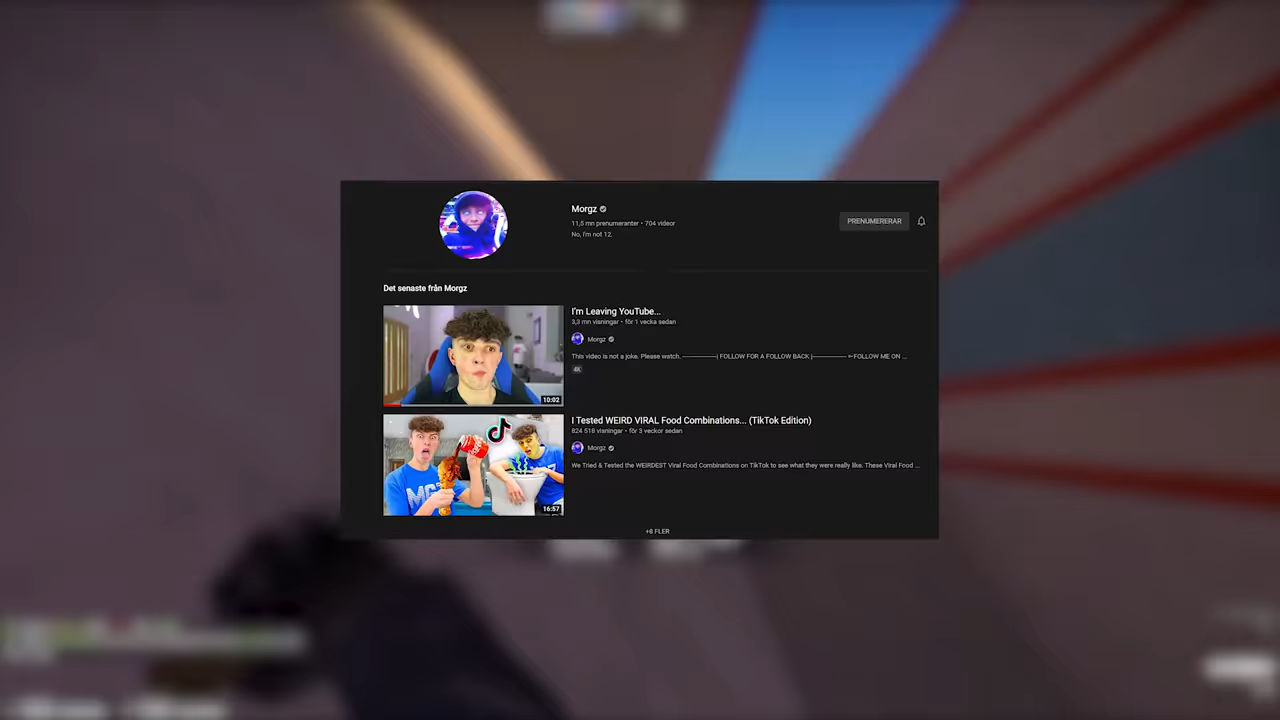 Morgz
11,5 mn prenumeranter • 704 videor
No, I'm not 12.
PRENUMERERAR
Det senaste från Morgz
I'm Leaving YouTube...
3,3 mn visningar • för 1 vecka sedan
Morgz
This video is not a joke. Please watch. ——————| FOLLOW FOR A FOLLOW BACK |—————— ➳FOLLOW ME ON ...
4K
10:02
I Tested WEIRD VIRAL Food Combinations... (TikTok Edition)
824 518 visningar • för 3 veckor sedan
Morgz
We Tried & Tested the WEIRDEST Viral Food Combinations on TikTok to see what they were really like. These Viral Food ...
16:57
+8 FLER